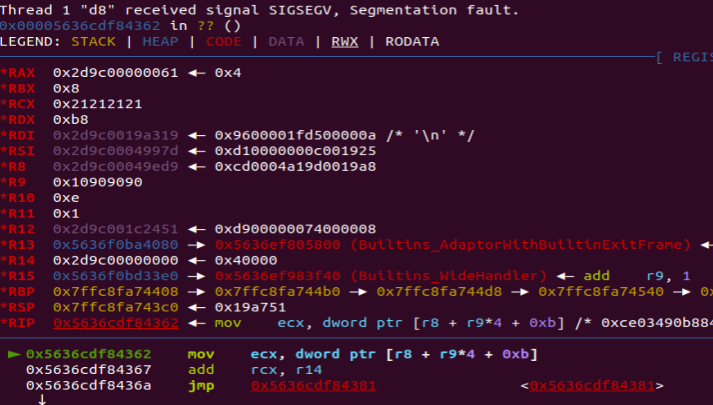 Thread 1 "d8" received signal SIGSEGV, Segmentation fault.
0x00005636cdf84362 in ?? ()
LEGEND: STACK | HEAP | CODE | DATA | RWX | RODATA
[ REGIS
*RAX 0x2d9c00000061 ◂— 0x4
*RBX 0x8
*RCX 0x21212121
*RDX 0xb8
*RDI 0x2d9c0019a319 ◂— 0x9600001fd500000a /* '\n' */
*RSI 0x2d9c0004997d ◂— 0xd10000000c001925
*R8 0x2d9c00049ed9 ◂— 0xcd0004a19d0019a8
*R9 0x10909090
*R10 0xe
*R11 0x1
*R12 0x2d9c001c2451 ◂— 0xd900000074000008
*R13 0x5636f0ba4080 —▸ 0x5636ef805800 (Builtins_AdaptorWithBuiltinExitFrame) ◂—
*R14 0x2d9c00000000 ◂— 0x40000
*R15 0x5636f0bd33e0 —▸ 0x5636ef983f40 (Builtins_WideHandler) ◂— add r9, 1
*RBP 0x7ffc8fa74408 —▸ 0x7ffc8fa744b0 —▸ 0x7ffc8fa744d8 —▸ 0x7ffc8fa74540 —▸ 0x
*RSP 0x7ffc8fa743c0 ◂— 0x19a751
*RIP 0x5636cdf84362 ◂— mov ecx, dword ptr [r8 + r9*4 + 0xb] /* 0xce03490b884
► 0x5636cdf84362 mov ecx, dword ptr [r8 + r9*4 + 0xb]
0x5636cdf84367 add rcx, r14
0x5636cdf8436a jmp 0x5636cdf84381 <0x5636cdf84381>
↓